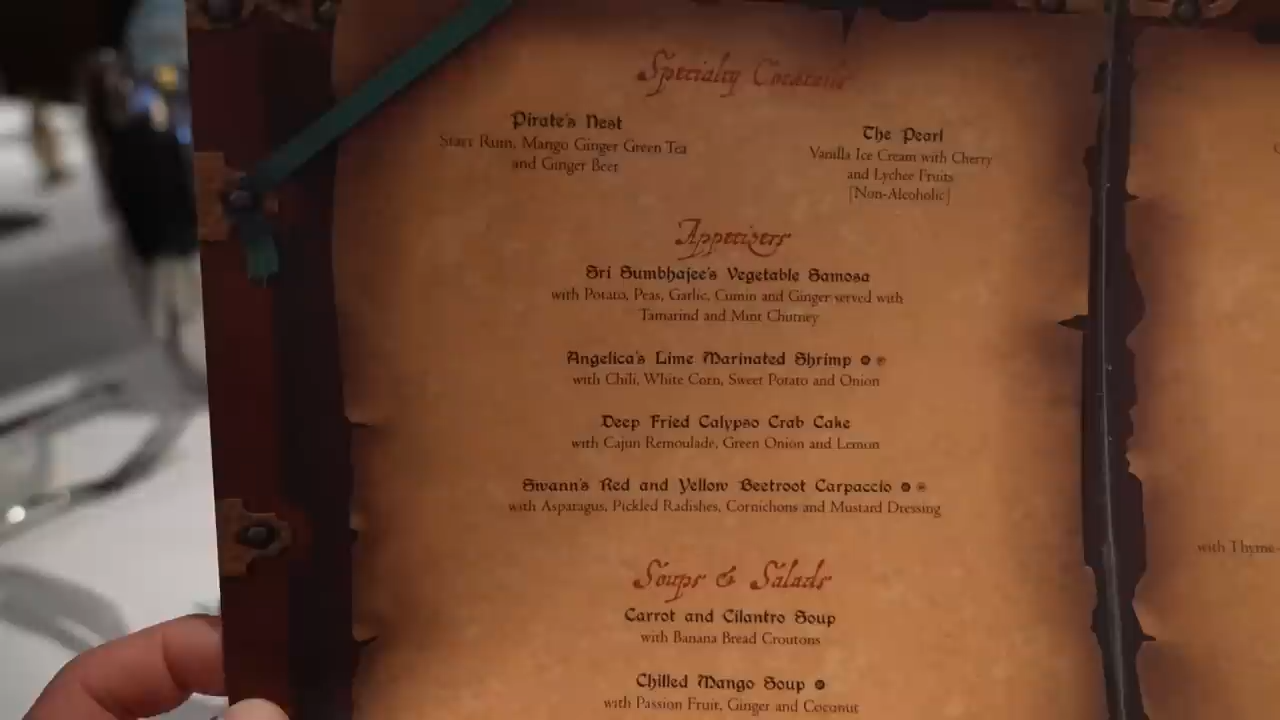 Specialty Cocktails
Pirate's Nest
Starr Rum, Mango Ginger Green Tea
and Ginger Beer
The Pearl
Vanilla Ice Cream with Cherry
and Lychee Fruits
[Non-Alcoholic]
Appetizers
Sri Sumbhajee's Vegetable Samosa
with Potato, Peas, Garlic, Cumin and Ginger served with
Tamarind and Mint Chutney
Angelica's Lime Marinated Shrimp
with Chili, White Corn, Sweet Potato and Onion
Deep Fried Calypso Crab Cake
with Cajun Remoulade, Green Onion and Lemon
Swann's Red and Yellow Beetroot Carpaccio
with Asparagus, Pickled Radishes, Cornichons and Mustard Dressing
Soups & Salads
Carrot and Cilantro Soup
with Banana Bread Croutons
Chilled Mango Soup
with Passion Fruit, Ginger and Coconut
with Thyme-